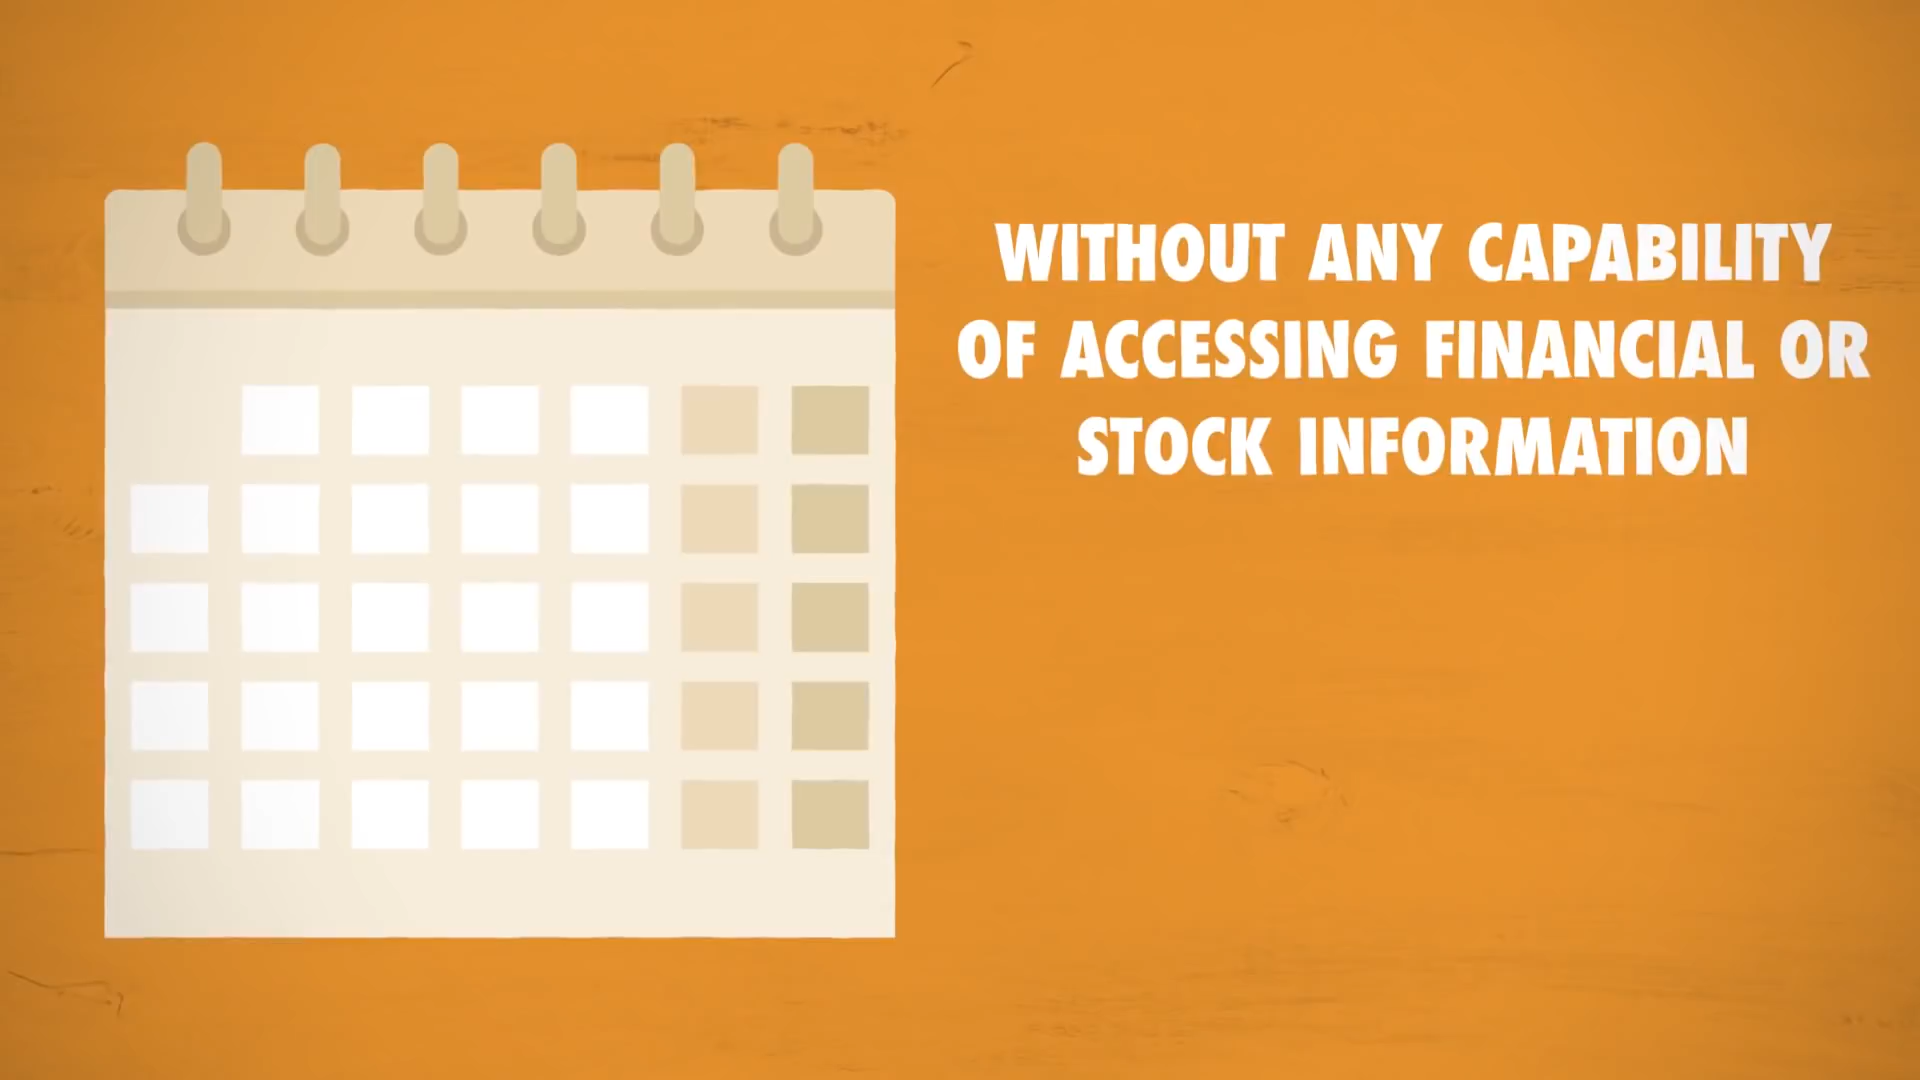 WITHOUT ANY CAPABILITY
OF ACCESSING FINANCIAL OR
STOCK INFORMATION